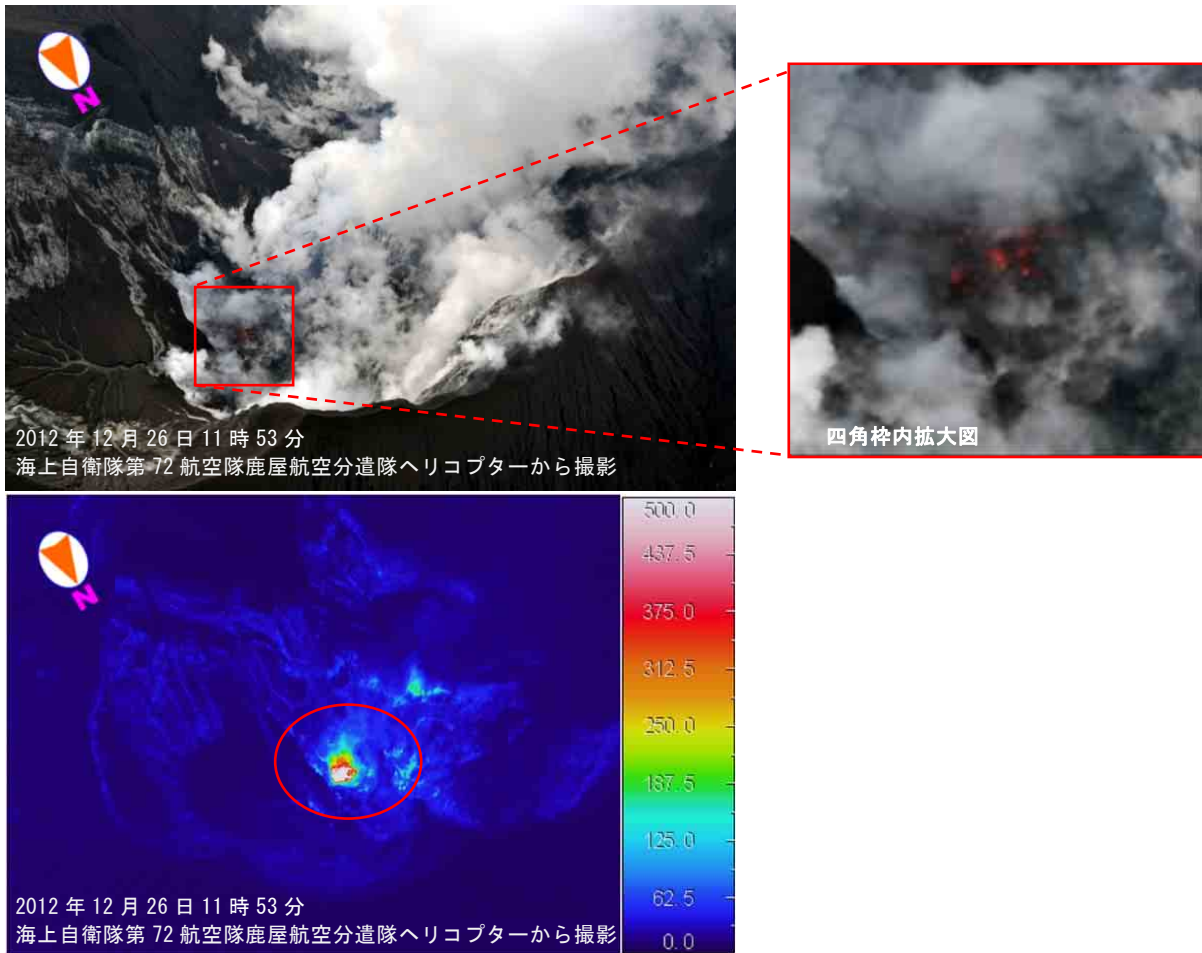 N
2012 年 12 月 26 日 11 時 53 分
海上自衛隊第 72 航空隊鹿屋航空分遣隊ヘリコプターから撮影
四角枠内拡大図
N
500.0
437.5
375.0
312.5
250.0
187.5
125.0
62.5
0.0
2012 年 12 月 26 日 11 時 53 分
海上自衛隊第 72 航空隊鹿屋航空分遣隊ヘリコプターから撮影